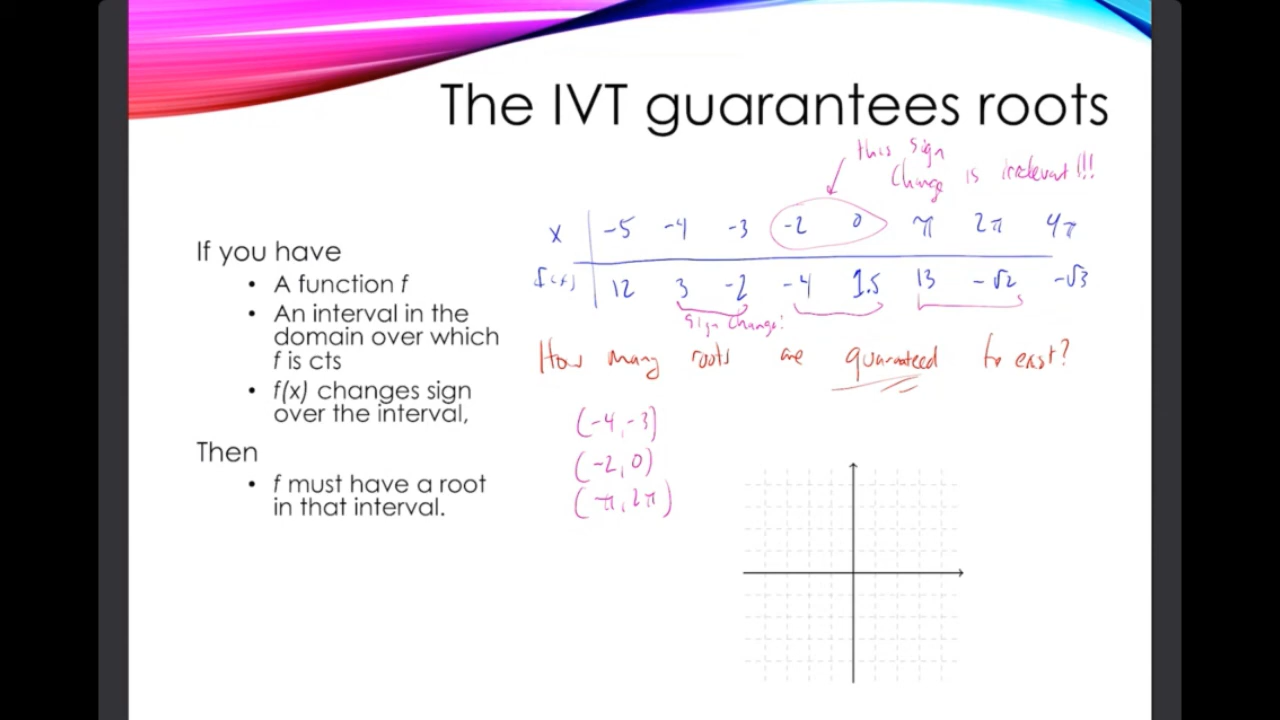 The IVT guarantees roots
this sign
change is irrelevant!!!
x -5 -4 -3 -2 0 π 2π 4π
f(x) 12 3 -2 -4 1.5 13 -√2 -√3
sign change!
How many roots are guaranteed to exist?
If you have
• A function f
• An interval in the
domain over which
f is cts
• f(x) changes sign
over the interval,
Then
• f must have a root
in that interval.
(-4,-3)
(-2,0)
(π,2π)